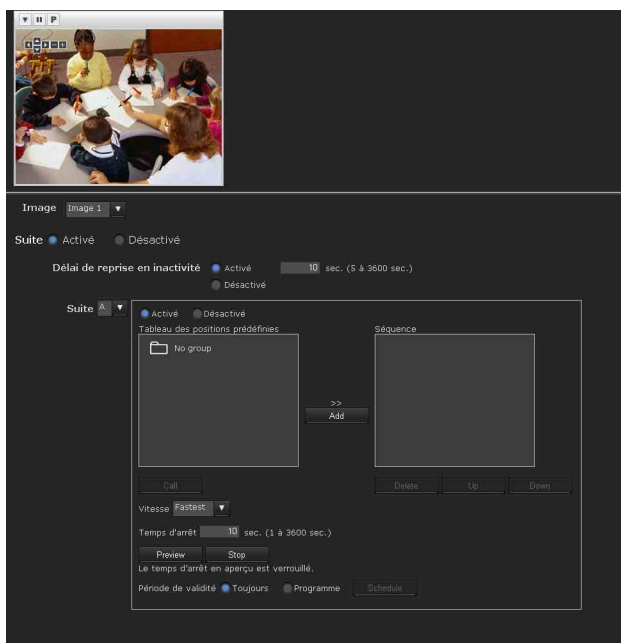 P
Image Image 1
Suite Activé Désactivé
Délai de reprise en inactivité Activé 10 sec. (5 à 3600 sec.)
Désactivé
Suite A
Activé Désactivé
Tableau des positions prédéfinies Séquence
No group
>>
Add
Call Delete Up Down
Vitesse Fastest
Temps d'arrêt 10 sec. (1 à 3600 sec.)
Preview Stop
Le temps d'arrêt en aperçu est verrouillé.
Période de validité Toujours Programme Schedule